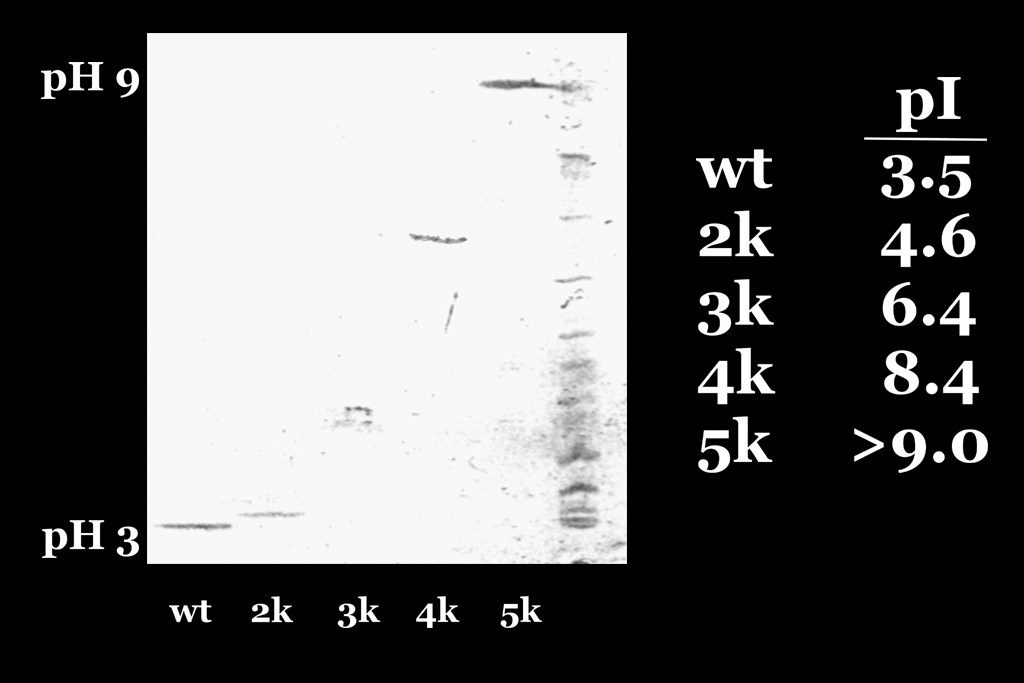 pH 9
pH 3
wt 2k 3k 4k 5k
pI
wt 3.5
2k 4.6
3k 6.4
4k 8.4
5k >9.0